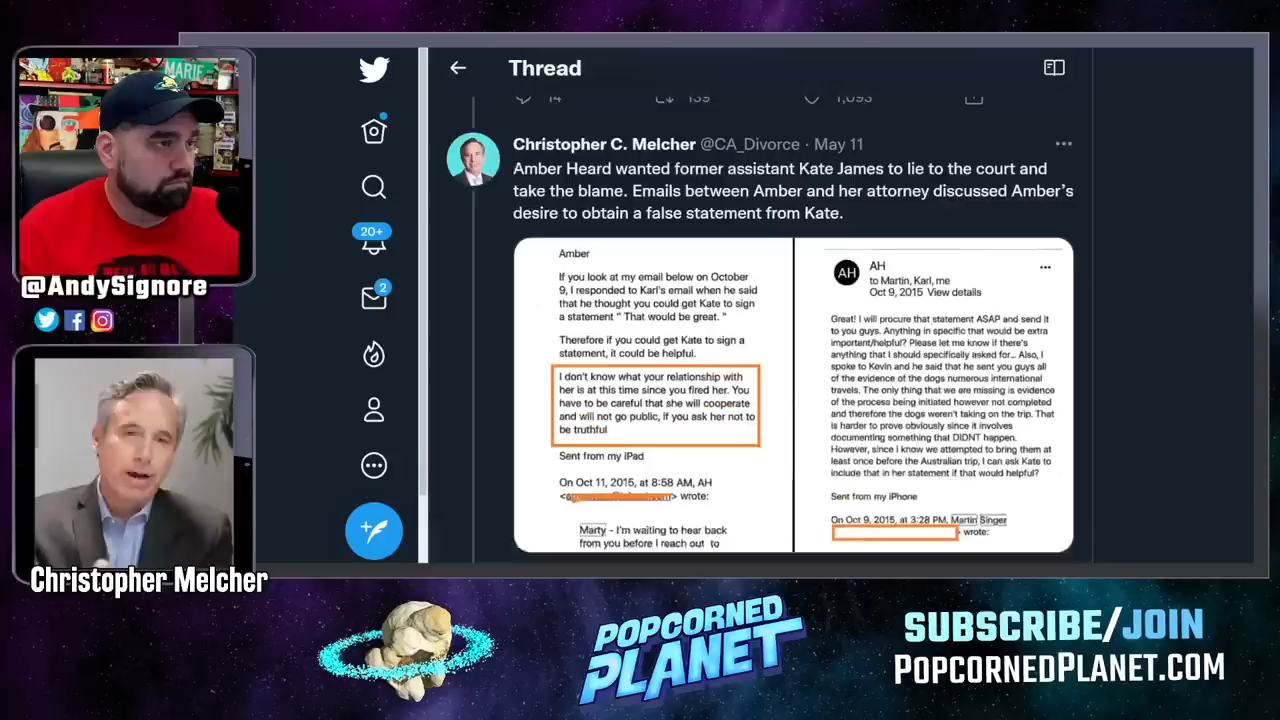 MARIE
@AndySignore
Christopher Melcher
20+
2
Thread
14
139
1,093
Christopher C. Melcher @CA_Divorce · May 11
Amber Heard wanted former assistant Kate James to lie to the court and
take the blame. Emails between Amber and her attorney discussed Amber's
desire to obtain a false statement from Kate.
Amber
If you look at my email below on October
9, I responded to Karl's email when he said
that he thought you could get Kate to sign
a statement " That would be great. "
Therefore if you could get Kate to sign a
statement, it could be helpful.
I don't know what your relationship with
her is at this time since you fired her. You
have to be careful that she will cooperate
and will not go public, if you ask her not to
be truthful
Sent from my iPad
On Oct 11, 2015, at 8:58 AM, AH
wrote:
Marty - I'm waiting to hear back
from you before I reach out to
AH
AH
to Martin, Karl, me
Oct 9, 2015 View details
Great! I will procure that statement ASAP and send it
to you guys. Anything in specific that would be extra
important/helpful? Please let me know if there's
anything that I should specifically asked for... Also, I
spoke to Kevin and he said that he sent you guys all
of the evidence of the dogs numerous international
travels. The only thing that we are missing is evidence
of the process being initiated however not completed
and therefore the dogs weren't taking on the trip. That
is harder to prove obviously since it involves
documenting something that DIDNT happen.
However, since I know we attempted to bring them at
least once before the Australian trip, I can ask Kate to
include that in her statement if that would helpful?
Sent from my iPhone
On Oct 9, 2015, at 3:28 PM, Martin Singer
wrote:
POPCORNED
PLANET
SUBSCRIBE/JOIN
POPCORNEDPLANET.COM